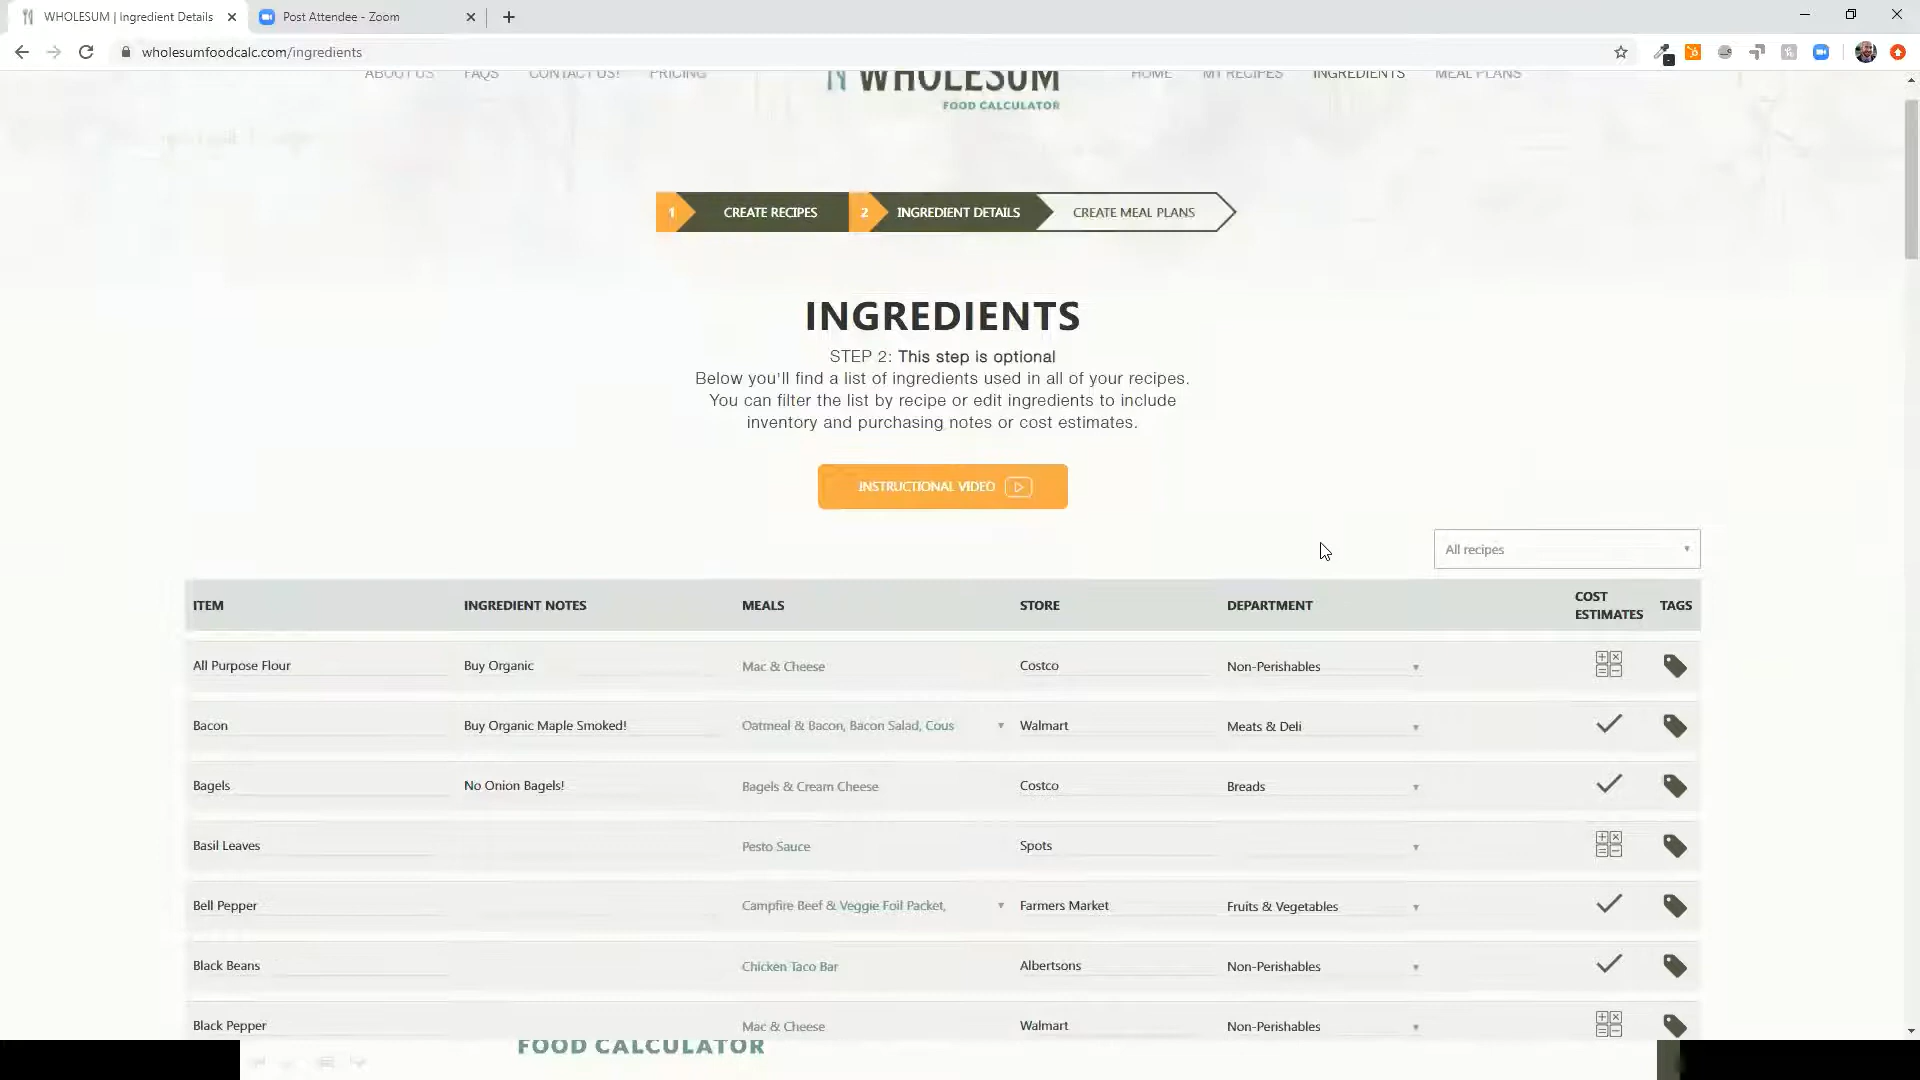 WHOLESUM | Ingredient Details
Post Attendee - Zoom
wholesumfoodcalc.com/ingredients
ABOUT US FAQS CONTACT US! PRICING
WHOLESUM
FOOD CALCULATOR
HOME MY RECIPES INGREDIENTS MEAL PLANS
1 CREATE RECIPES 2 INGREDIENT DETAILS CREATE MEAL PLANS
INGREDIENTS
STEP 2: This step is optional
Below you'll find a list of ingredients used in all of your recipes.
You can filter the list by recipe or edit ingredients to include
inventory and purchasing notes or cost estimates.
INSTRUCTIONAL VIDEO
All recipes
ITEM INGREDIENT NOTES MEALS STORE DEPARTMENT COST ESTIMATES TAGS
All Purpose Flour Buy Organic Mac & Cheese Costco Non-Perishables
Bacon Buy Organic Maple Smoked! Oatmeal & Bacon, Bacon Salad, Cous Walmart Meats & Deli
Bagels No Onion Bagels! Bagels & Cream Cheese Costco Breads
Basil Leaves Pesto Sauce Spots
Bell Pepper Campfire Beef & Veggie Foil Packet, Farmers Market Fruits & Vegetables
Black Beans Chicken Taco Bar Albertsons Non-Perishables
Black Pepper Mac & Cheese Walmart Non-Perishables
FOOD CALCULATOR